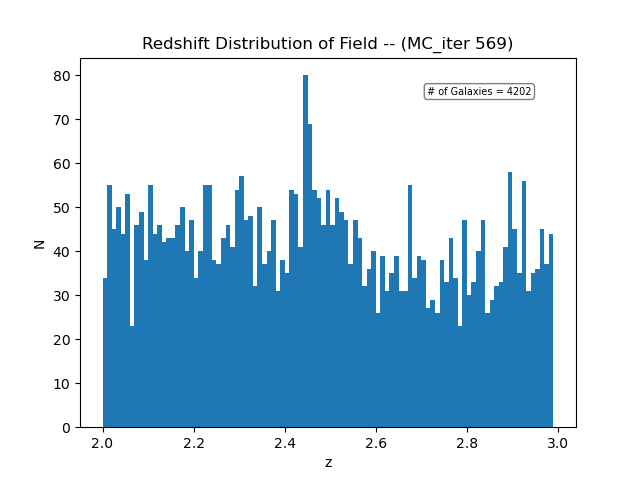 Redshift Distribution of Field -- (MC_iter 569)
# of Galaxies = 4202
80
70
60
50
40
30
20
10
0
N
2.0 2.2 2.4 2.6 2.8 3.0
z